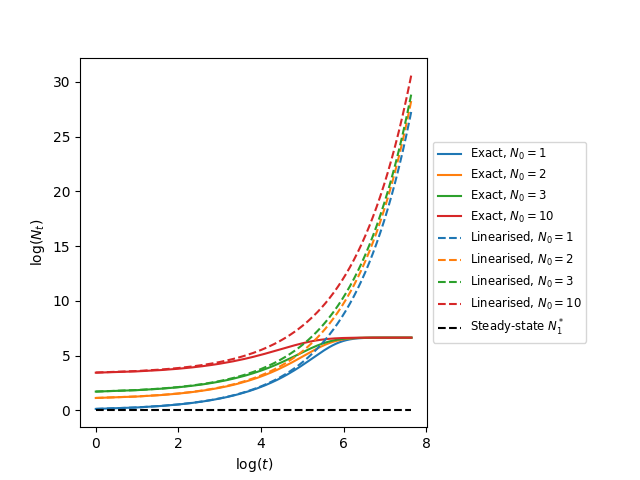 30
25
20
15
10
5
0
log(N_t)
0 2 4 6 8
log(t)
Exact, N_0 = 1
Exact, N_0 = 2
Exact, N_0 = 3
Exact, N_0 = 10
Linearised, N_0 = 1
Linearised, N_0 = 2
Linearised, N_0 = 3
Linearised, N_0 = 10
Steady-state N_1^*